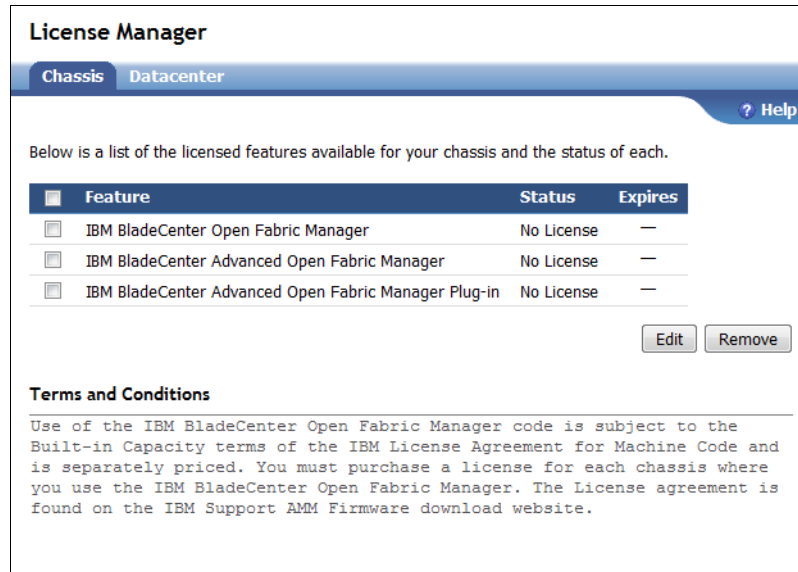 License Manager
Chassis Datacenter
? Help
Below is a list of the licensed features available for your chassis and the status of each.
Feature Status Expires
IBM BladeCenter Open Fabric Manager No License —
IBM BladeCenter Advanced Open Fabric Manager No License —
IBM BladeCenter Advanced Open Fabric Manager Plug-in No License —
Edit Remove
Terms and Conditions
Use of the IBM BladeCenter Open Fabric Manager code is subject to the
Built-in Capacity terms of the IBM License Agreement for Machine Code and
is separately priced. You must purchase a license for each chassis where
you use the IBM BladeCenter Open Fabric Manager. The License agreement is
found on the IBM Support AMM Firmware download website.